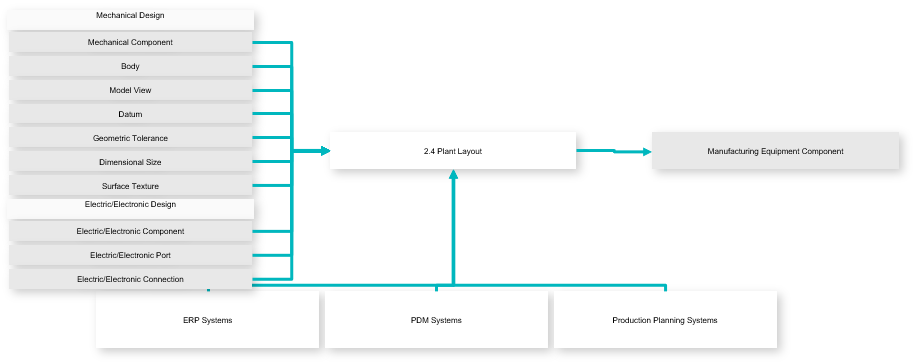 Mechanical Design
Mechanical Component
Body
Model View
Datum
Geometric Tolerance
Dimensional Size
Surface Texture
Electric/Electronic Design
Electric/Electronic Component
Electric/Electronic Port
Electric/Electronic Connection
2.4 Plant Layout
Manufacturing Equipment Component
ERP Systems
PDM Systems
Production Planning Systems